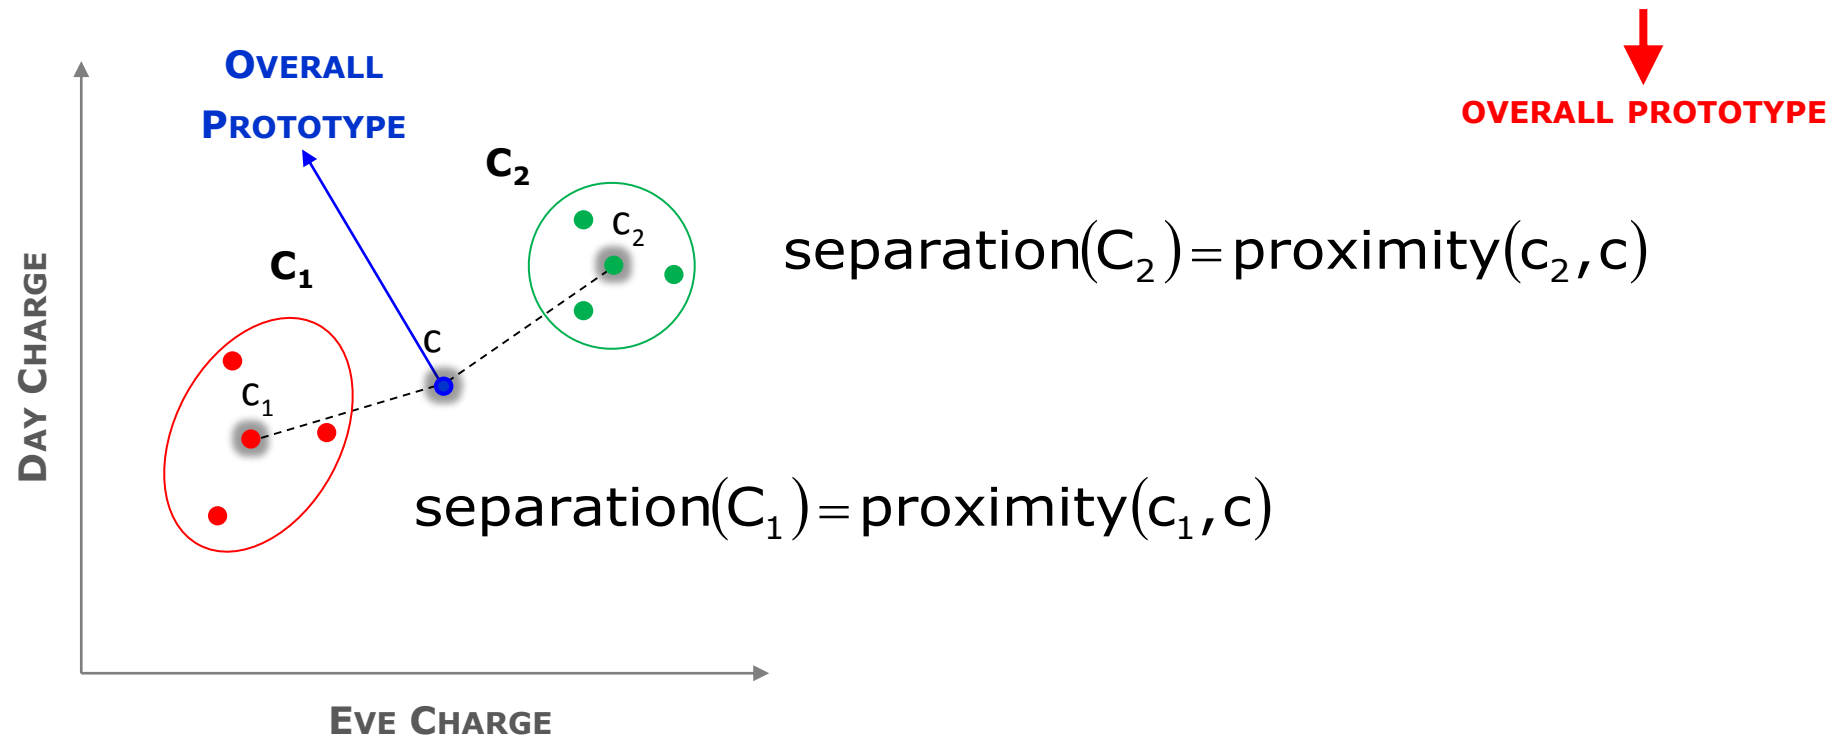 OVERALL
PROTOTYPE
OVERALL PROTOTYPE
C₂
c₂
separation(C₂)=proximity(c₂,c)
C₁
c
c₁
separation(C₁)=proximity(c₁,c)
DAY CHARGE
EVE CHARGE